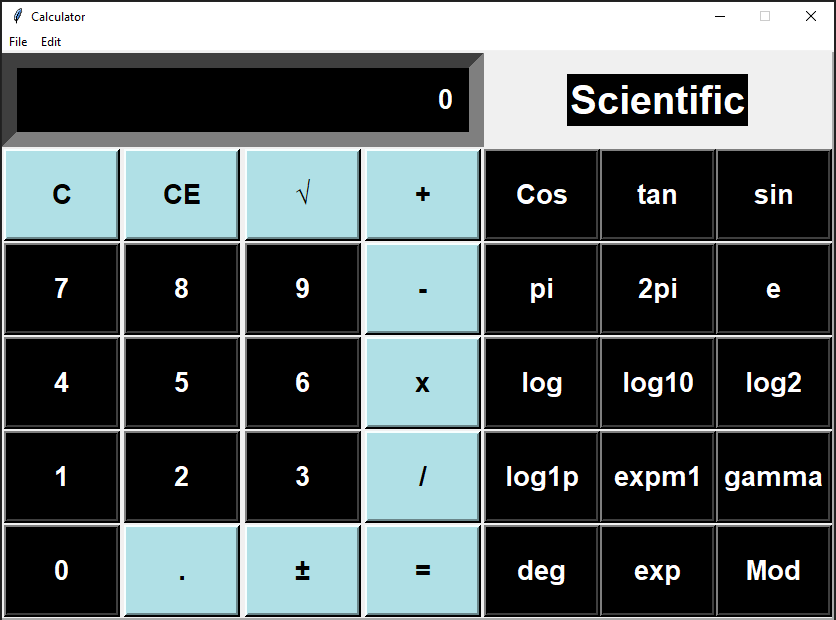 Calculator
File Edit
0 Scientific
C CE √ + Cos tan sin
7 8 9 - pi 2pi e
4 5 6 x log log10 log2
1 2 3 / log1p expm1 gamma
0 . ± = deg exp Mod